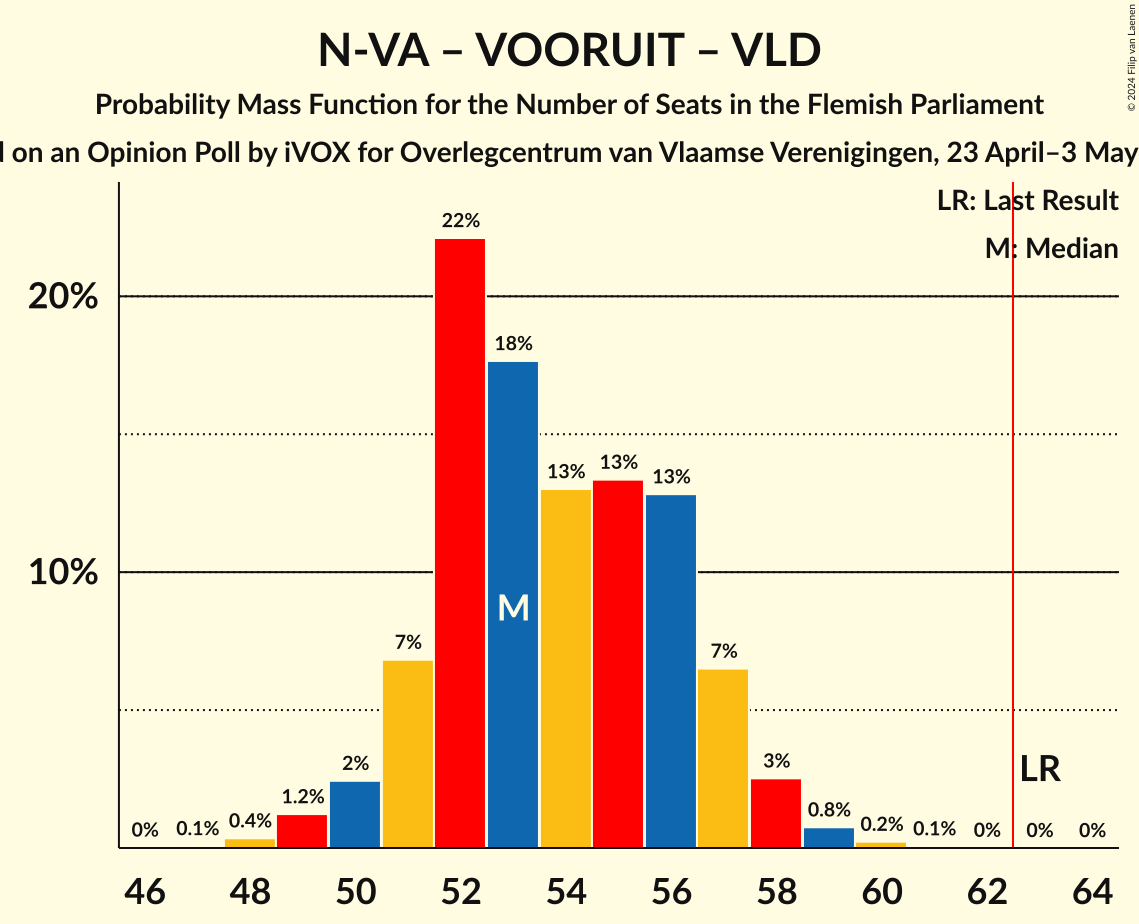 © 2024 Filip van Laenen
N-VA – VOORUIT – VLD
Probability Mass Function for the Number of Seats in the Flemish Parliament
on an Opinion Poll by iVOX for Overlegcentrum van Vlaamse Verenigingen, 23 April–3 May
LR: Last Result
M: Median
22%
20%
18%
13% 13% 13%
10%
M
7% 7%
LR
2% 3%
0% 0.1% 0.4% 1.2% 0.8% 0.2% 0.1% 0% 0% 0%
46 48 50 52 54 56 58 60 62 64